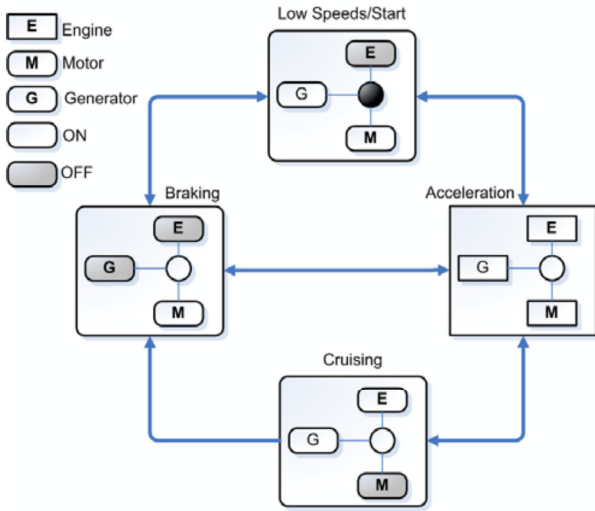 Low Speeds/Start
E Engine
M Motor
G Generator
ON
OFF
E
G
M
Braking
E
G
M
Acceleration
E
G
M
Cruising
E
G
M